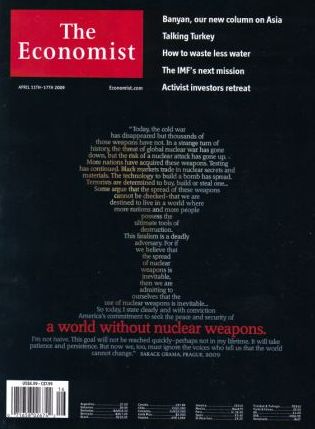 The
Economist
APRIL 11TH-17TH 2009
Economist.com
Banyan, our new column on Asia
Talking Turkey
How to waste less water
The IMF's next mission
Activist investors retreat
"Today, the cold war
has disappeared but thousands of
those weapons have not. In a strange turn of
history, the threat of global nuclear war has gone
down, but the risk of a nuclear attack has gone up. -
More nations have acquired these weapons. Testing
has continued. Black market trade in nuclear secrets and
materials. The technology to build a bomb has spread.
Terrorists are determined to buy, build or steal one...
Some argue that the spread of these weapons
cannot be checked-that we are
destined to live in a world where
more nations and more people
possess the
ultimate tools of
destruction.
This fatalism is a deadly
adversary. For if
we believe that
the spread
of nuclear
weapons is
inevitable,
then we are
admitting to
ourselves that the
use of nuclear weapons is inevitable...
So today, I state clearly and with conviction
America's commitment to seek the peace and security of
a world without nuclear weapons.
I'm not naive. This goal will not be reached quickly-perhaps not in my lifetime. It will take
patience and persistence. But now we, too, must ignore the voices who tell us that the world
cannot change." BARACK OBAMA, PRAGUE, 2009